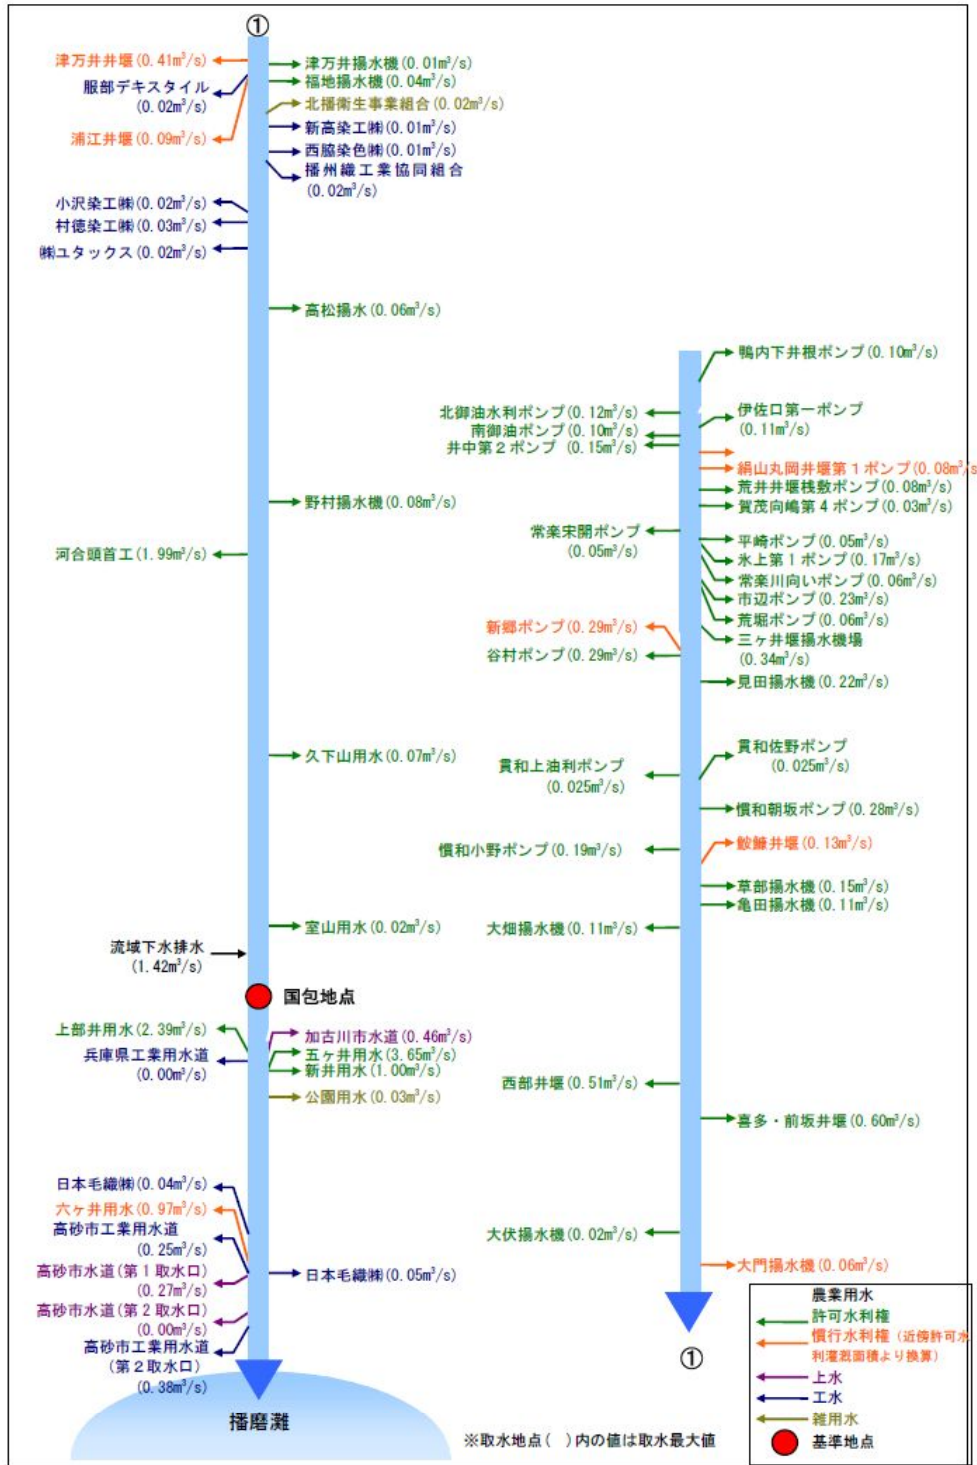 ①
津万井井堰(0.41m³/s)
服部デキスタイル
(0.02m³/s)
浦江井堰(0.09m³/s)
小沢染工㈱(0.02m³/s)
村徳染工㈱(0.03m³/s)
㈱ユタックス(0.02m³/s)
河合頭首工(1.99m³/s)
流域下水排水
(1.42m³/s)
上部井用水(2.39m³/s)
兵庫県工業用水道
(0.00m³/s)
日本毛織㈱(0.04m³/s)
六ヶ井用水(0.97m³/s)
高砂市工業用水道
(0.25m³/s)
高砂市水道(第1取水口)
(0.27m³/s)
高砂市水道(第2取水口)
(0.00m³/s)
高砂市工業用水道
(第2取水口)
(0.38m³/s)
津万井揚水機(0.01m³/s)
福地揚水機(0.04m³/s)
北播衛生事業組合(0.02m³/s)
新高染工㈱(0.01m³/s)
西脇染色㈱(0.01m³/s)
播州織工業協同組合
(0.02m³/s)
高松揚水(0.06m³/s)
野村揚水機(0.08m³/s)
久下山用水(0.07m³/s)
室山用水(0.02m³/s)
国包地点
加古川市水道(0.46m³/s)
五ヶ井用水(3.65m³/s)
新井用水(1.00m³/s)
公園用水(0.03m³/s)
日本毛織㈱(0.05m³/s)
播磨灘
北御油水利ポンプ(0.12m³/s)
南御油ポンプ(0.10m³/s)
井中第2ポンプ (0.15m³/s)
常楽宋開ポンプ
(0.05m³/s)
新郷ポンプ(0.29m³/s)
谷村ポンプ(0.29m³/s)
貫和上油利ポンプ
(0.025m³/s)
慣和小野ポンプ(0.19m³/s)
大畑揚水機(0.11m³/s)
西部井堰(0.51m³/s)
大伏揚水機(0.02m³/s)
鴨内下井根ポンプ(0.10m³/s)
伊佐口第一ポンプ
(0.11m³/s)
絹山丸岡井堰第1ポンプ(0.08m³/s
荒井井堰桟敷ポンプ(0.08m³/s)
賀茂向嶋第4ポンプ(0.03m³/s)
平崎ポンプ(0.05m³/s)
氷上第1ポンプ(0.17m³/s)
常楽川向いポンプ(0.06m³/s)
市辺ポンプ(0.23m³/s)
荒堀ポンプ(0.06m³/s)
三ヶ井堰揚水機場
(0.34m³/s)
見田揚水機(0.22m³/s)
貫和佐野ポンプ
(0.025m³/s)
慣和朝坂ポンプ(0.28m³/s)
鮫鰊井堰(0.13m³/s)
草部揚水機(0.15m³/s)
亀田揚水機(0.11m³/s)
喜多・前坂井堰(0.60m³/s)
大門揚水機(0.06m³/s)
①
農業用水
許可水利権
慣行水利権(近傍許可水
利灌漑面積より換算)
上水
工水
雑用水
基準地点
※取水地点( )内の値は取水最大値